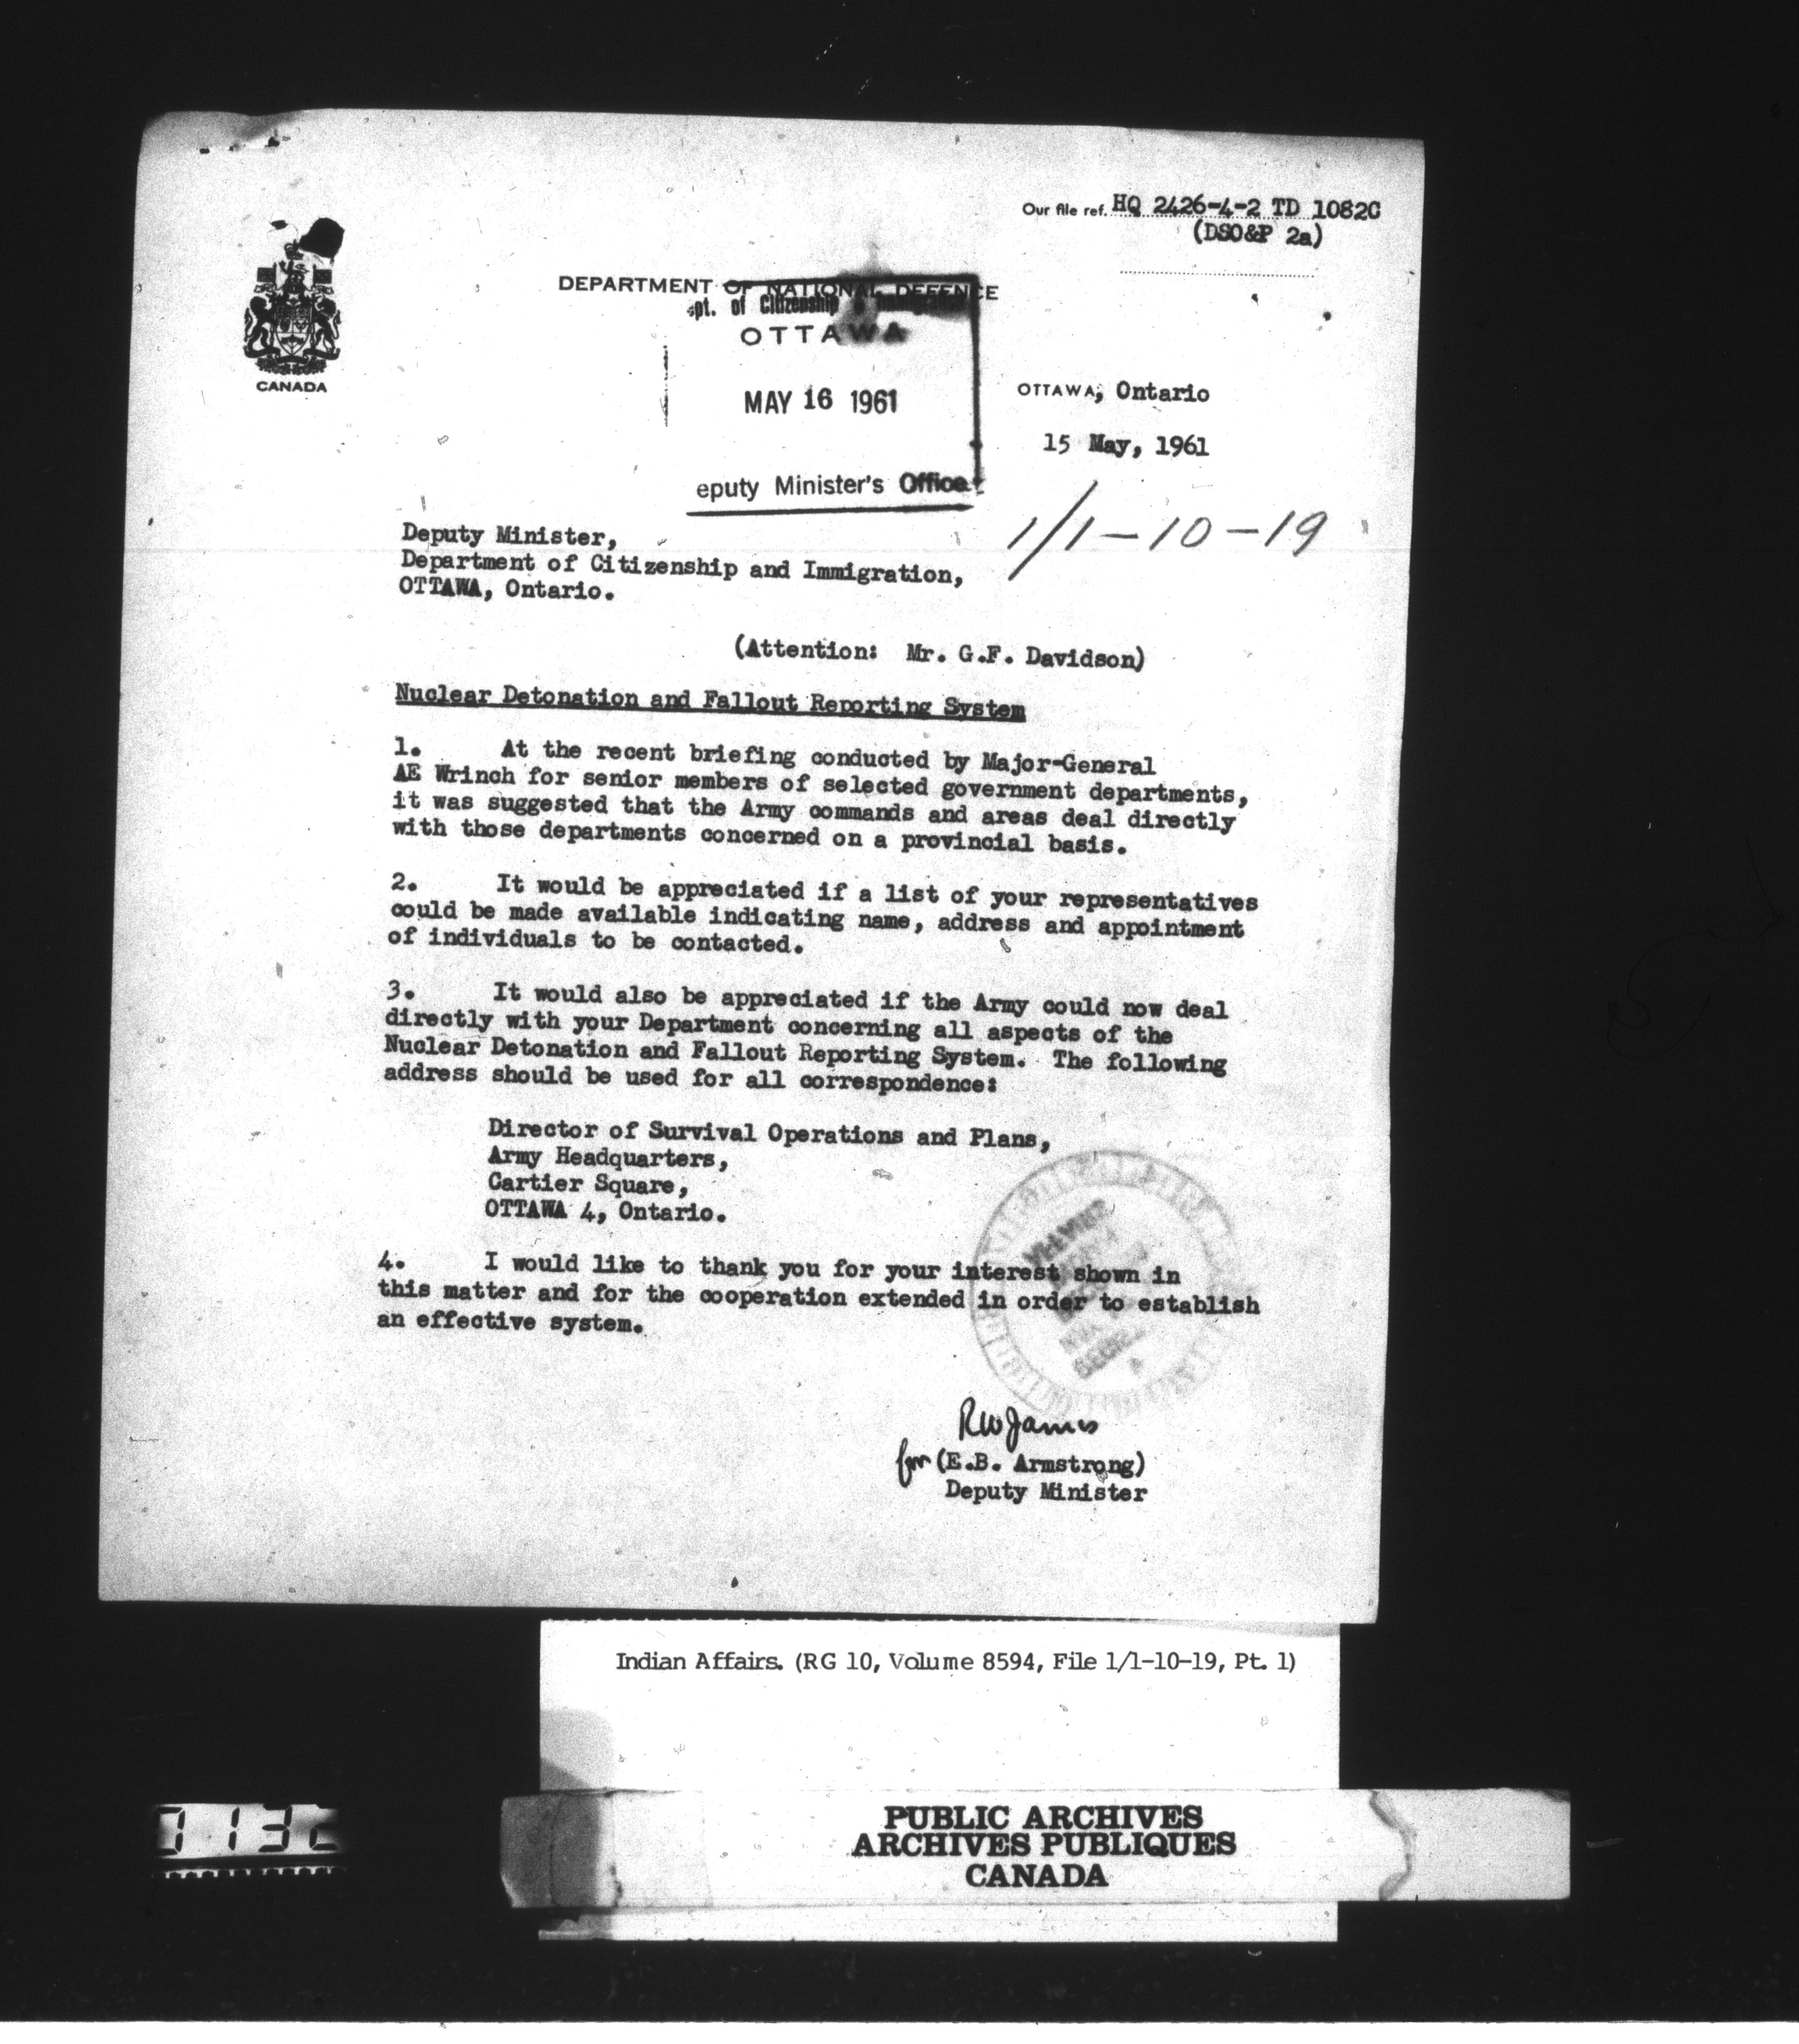 Our file ref. HQ 2426-4-2 TD 1082C
(DSO&P 2a)
CANADA
DEPARTMENT OF NATIONAL DEFENCE
pt. of Citizenship
OTTAWA
MAY 16 1961
eputy Minister's Office
OTTAWA, Ontario
15 May, 1961
1/1-10-19
Deputy Minister,
Department of Citizenship and Immigration,
OTTAWA, Ontario.
(Attention: Mr. G.F. Davidson)
Nuclear Detonation and Fallout Reporting System
1. At the recent briefing conducted by Major-General
AE Wrinch for senior members of selected government departments,
it was suggested that the Army commands and areas deal directly
with those departments concerned on a provincial basis.
2. It would be appreciated if a list of your representatives
could be made available indicating name, address and appointment
of individuals to be contacted.
3. It would also be appreciated if the Army could now deal
directly with your Department concerning all aspects of the
Nuclear Detonation and Fallout Reporting System. The following
address should be used for all correspondence:
Director of Survival Operations and Plans,
Army Headquarters,
Cartier Square,
OTTAWA 4, Ontario.
4. I would like to thank you for your interest shown in
this matter and for the cooperation extended in order to establish
an effective system.
RWJames
for (E.B. Armstrong)
Deputy Minister
Indian Affairs. (RG 10, Volume 8594, File 1/1-10-19, Pt. 1)
PUBLIC ARCHIVES
ARCHIVES PUBLIQUES
CANADA